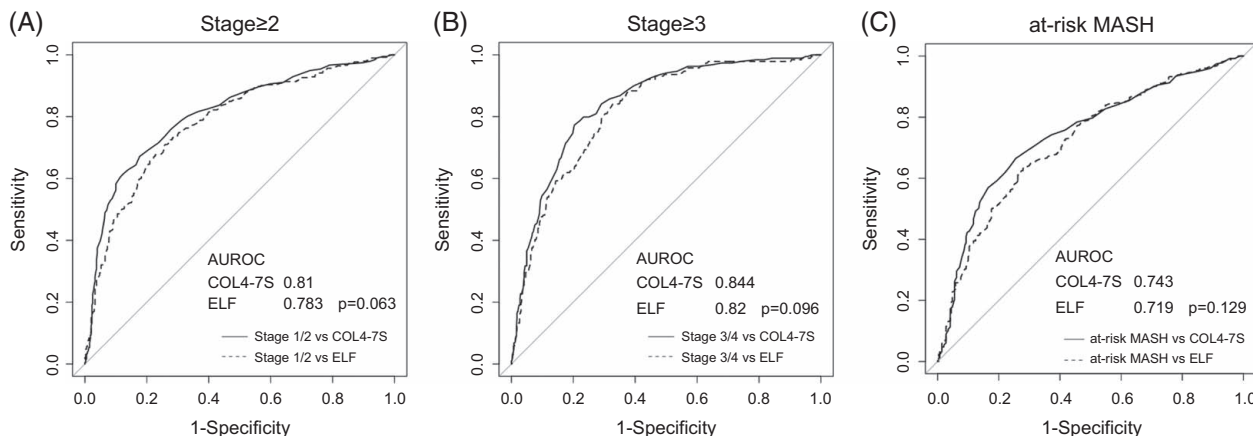 (A)
Stage≥2
Sensitivity
0.0
0.2
0.4
0.6
0.8
1.0
AUROC
COL4-7S 0.81
ELF 0.783 p=0.063
Stage 1/2 vs COL4-7S
Stage 1/2 vs ELF
0.0 0.2 0.4 0.6 0.8 1.0
1-Specificity
(B)
Stage≥3
Sensitivity
0.0
0.2
0.4
0.6
0.8
1.0
AUROC
COL4-7S 0.844
ELF 0.82 p=0.096
Stage 3/4 vs COL4-7S
Stage 3/4 vs ELF
0.0 0.2 0.4 0.6 0.8 1.0
1-Specificity
(C)
at-risk MASH
Sensitivity
0.0
0.2
0.4
0.6
0.8
1.0
AUROC
COL4-7S 0.743
ELF 0.719 p=0.129
at-risk MASH vs COL4-7S
at-risk MASH vs ELF
0.0 0.2 0.4 0.6 0.8 1.0
1-Specificity